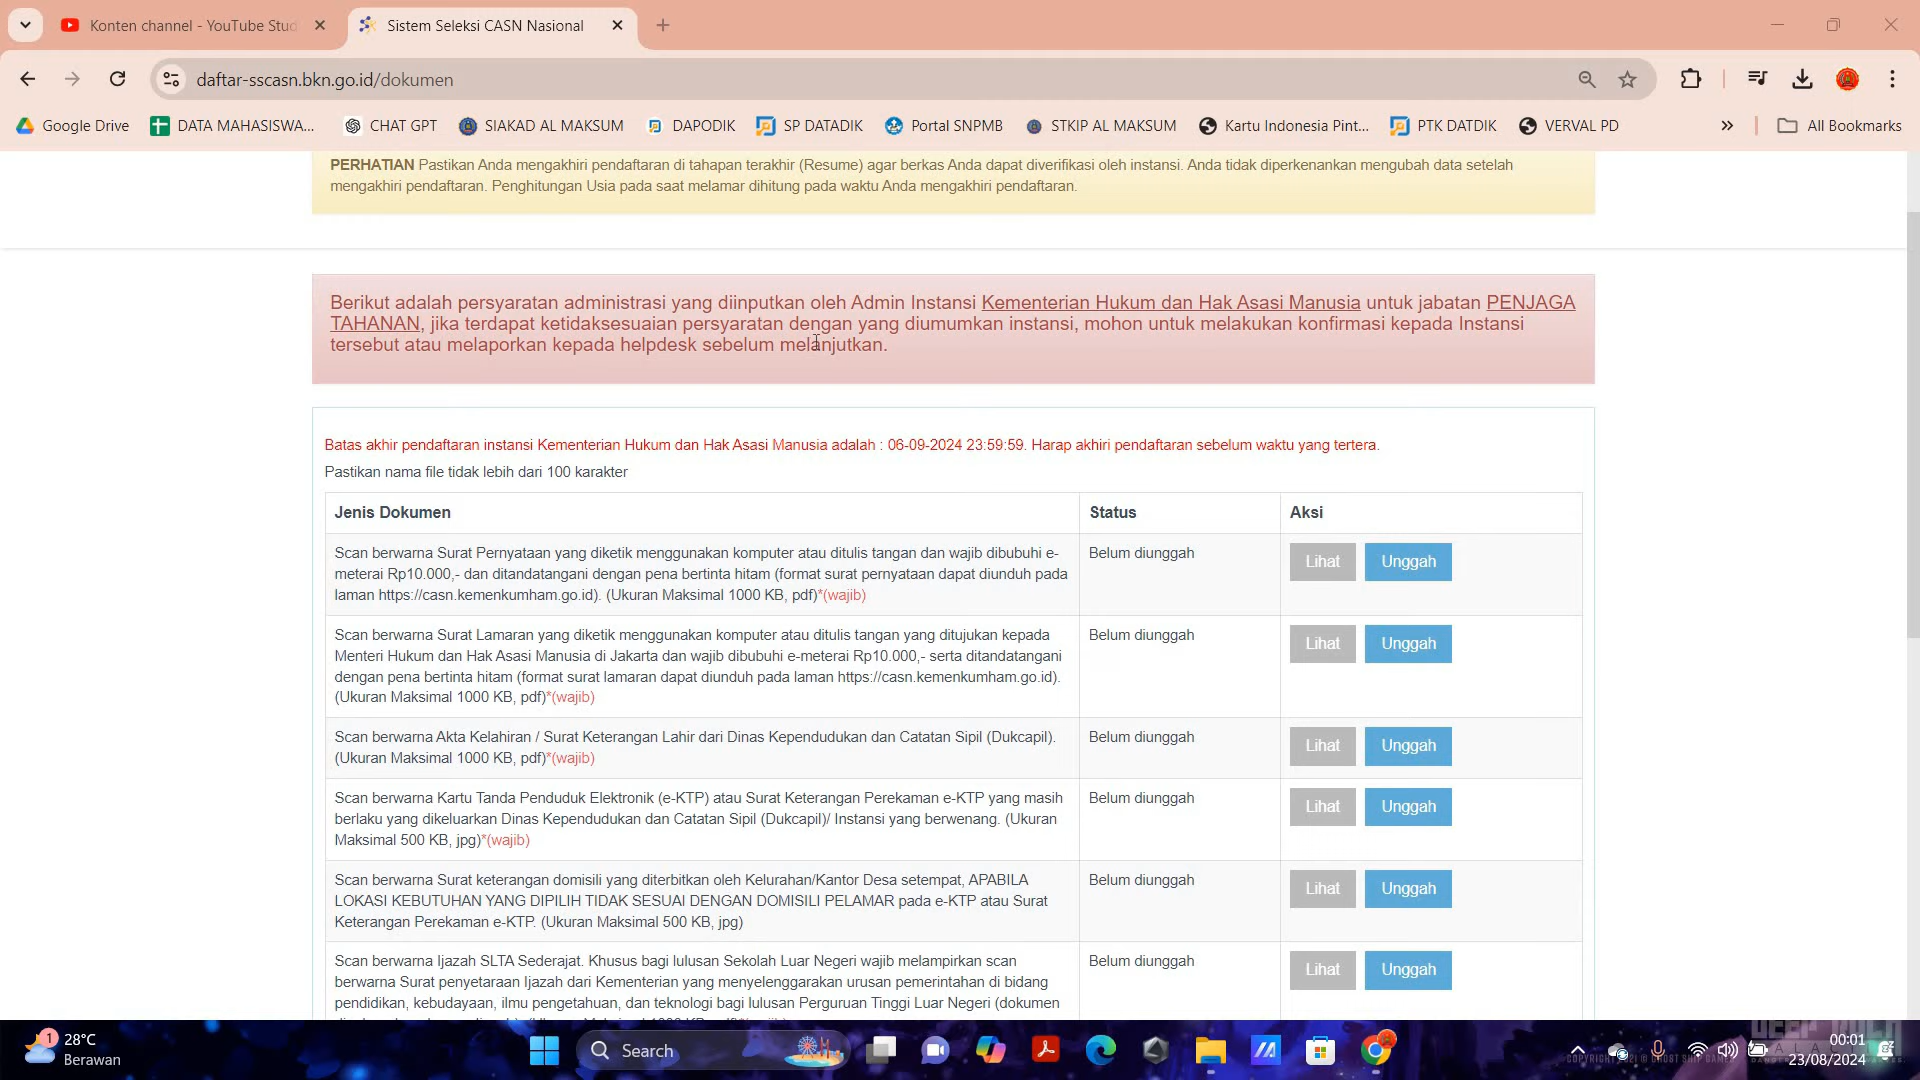 Konten channel - YouTube Stud
Sistem Seleksi CASN Nasional
daftar-sscasn.bkn.go.id/dokumen
Google Drive
DATA MAHASISWA...
CHAT GPT
SIAKAD AL MAKSUM
DAPODIK
SP DATADIK
Portal SNPMB
STKIP AL MAKSUM
Kartu Indonesia Pint...
PTK DATDIK
VERVAL PD
All Bookmarks
PERHATIAN Pastikan Anda mengakhiri pendaftaran di tahapan terakhir (Resume) agar berkas Anda dapat diverifikasi oleh instansi. Anda tidak diperkenankan mengubah data setelah
mengakhiri pendaftaran. Penghitungan Usia pada saat melamar dihitung pada waktu Anda mengakhiri pendaftaran.
Berikut adalah persyaratan administrasi yang diinputkan oleh Admin Instansi Kementerian Hukum dan Hak Asasi Manusia untuk jabatan PENJAGA
TAHANAN, jika terdapat ketidaksesuaian persyaratan dengan yang diumumkan instansi, mohon untuk melakukan konfirmasi kepada Instansi
tersebut atau melaporkan kepada helpdesk sebelum melanjutkan.
Batas akhir pendaftaran instansi Kementerian Hukum dan Hak Asasi Manusia adalah : 06-09-2024 23:59:59. Harap akhiri pendaftaran sebelum waktu yang tertera.
Pastikan nama file tidak lebih dari 100 karakter
Jenis Dokumen
Status
Aksi
Scan berwarna Surat Pernyataan yang diketik menggunakan komputer atau ditulis tangan dan wajib dibubuhi e-
meterai Rp10.000,- dan ditandatangani dengan pena bertinta hitam (format surat pernyataan dapat diunduh pada
laman https://casn.kemenkumham.go.id). (Ukuran Maksimal 1000 KB, pdf)*(wajib)
Belum diunggah
Lihat
Unggah
Scan berwarna Surat Lamaran yang diketik menggunakan komputer atau ditulis tangan yang ditujukan kepada
Menteri Hukum dan Hak Asasi Manusia di Jakarta dan wajib dibubuhi e-meterai Rp10.000,- serta ditandatangani
dengan pena bertinta hitam (format surat lamaran dapat diunduh pada laman https://casn.kemenkumham.go.id).
(Ukuran Maksimal 1000 KB, pdf)*(wajib)
Belum diunggah
Lihat
Unggah
Scan berwarna Akta Kelahiran / Surat Keterangan Lahir dari Dinas Kependudukan dan Catatan Sipil (Dukcapil).
(Ukuran Maksimal 1000 KB, pdf)*(wajib)
Belum diunggah
Lihat
Unggah
Scan berwarna Kartu Tanda Penduduk Elektronik (e-KTP) atau Surat Keterangan Perekaman e-KTP yang masih
berlaku yang dikeluarkan Dinas Kependudukan dan Catatan Sipil (Dukcapil)/ Instansi yang berwenang. (Ukuran
Maksimal 500 KB, jpg)*(wajib)
Belum diunggah
Lihat
Unggah
Scan berwarna Surat keterangan domisili yang diterbitkan oleh Kelurahan/Kantor Desa setempat, APABILA
LOKASI KEBUTUHAN YANG DIPILIH TIDAK SESUAI DENGAN DOMISILI PELAMAR pada e-KTP atau Surat
Keterangan Perekaman e-KTP. (Ukuran Maksimal 500 KB, jpg)
Belum diunggah
Lihat
Unggah
Scan berwarna Ijazah SLTA Sederajat. Khusus bagi lulusan Sekolah Luar Negeri wajib melampirkan scan
berwarna Surat penyetaraan Ijazah dari Kementerian yang menyelenggarakan urusan pemerintahan di bidang
pendidikan, kebudayaan, ilmu pengetahuan, dan teknologi bagi lulusan Perguruan Tinggi Luar Negeri (dokumen
Belum diunggah
Lihat
Unggah
1
28°C
Berawan
Search
00:01
23/08/2024